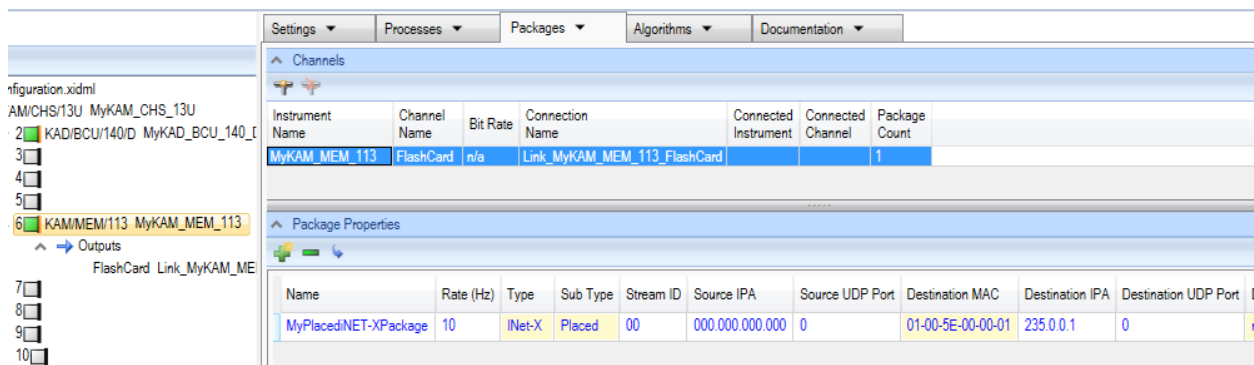 Settings Processes Packages Algorithms Documentation
Channels
nfiguration.xidml
AM/CHS/13U MyKAM_CHS_13U
2 KAD/BCU/140/D MyKAD_BCU_140_D
3
4
5
6 KAM/MEM/113 MyKAM_MEM_113
Outputs
FlashCard Link_MyKAM_ME
7
8
9
10
Instrument Name Channel Name Bit Rate Connection Name Connected Instrument Connected Channel Package Count
MyKAM_MEM_113 FlashCard n/a Link_MyKAM_MEM_113_FlashCard 1
Package Properties
Name Rate (Hz) Type Sub Type Stream ID Source IPA Source UDP Port Destination MAC Destination IPA Destination UDP Port
MyPlacediNET-XPackage 10 INet-X Placed 00 000.000.000.000 0 01-00-5E-00-00-01 235.0.0.1 0